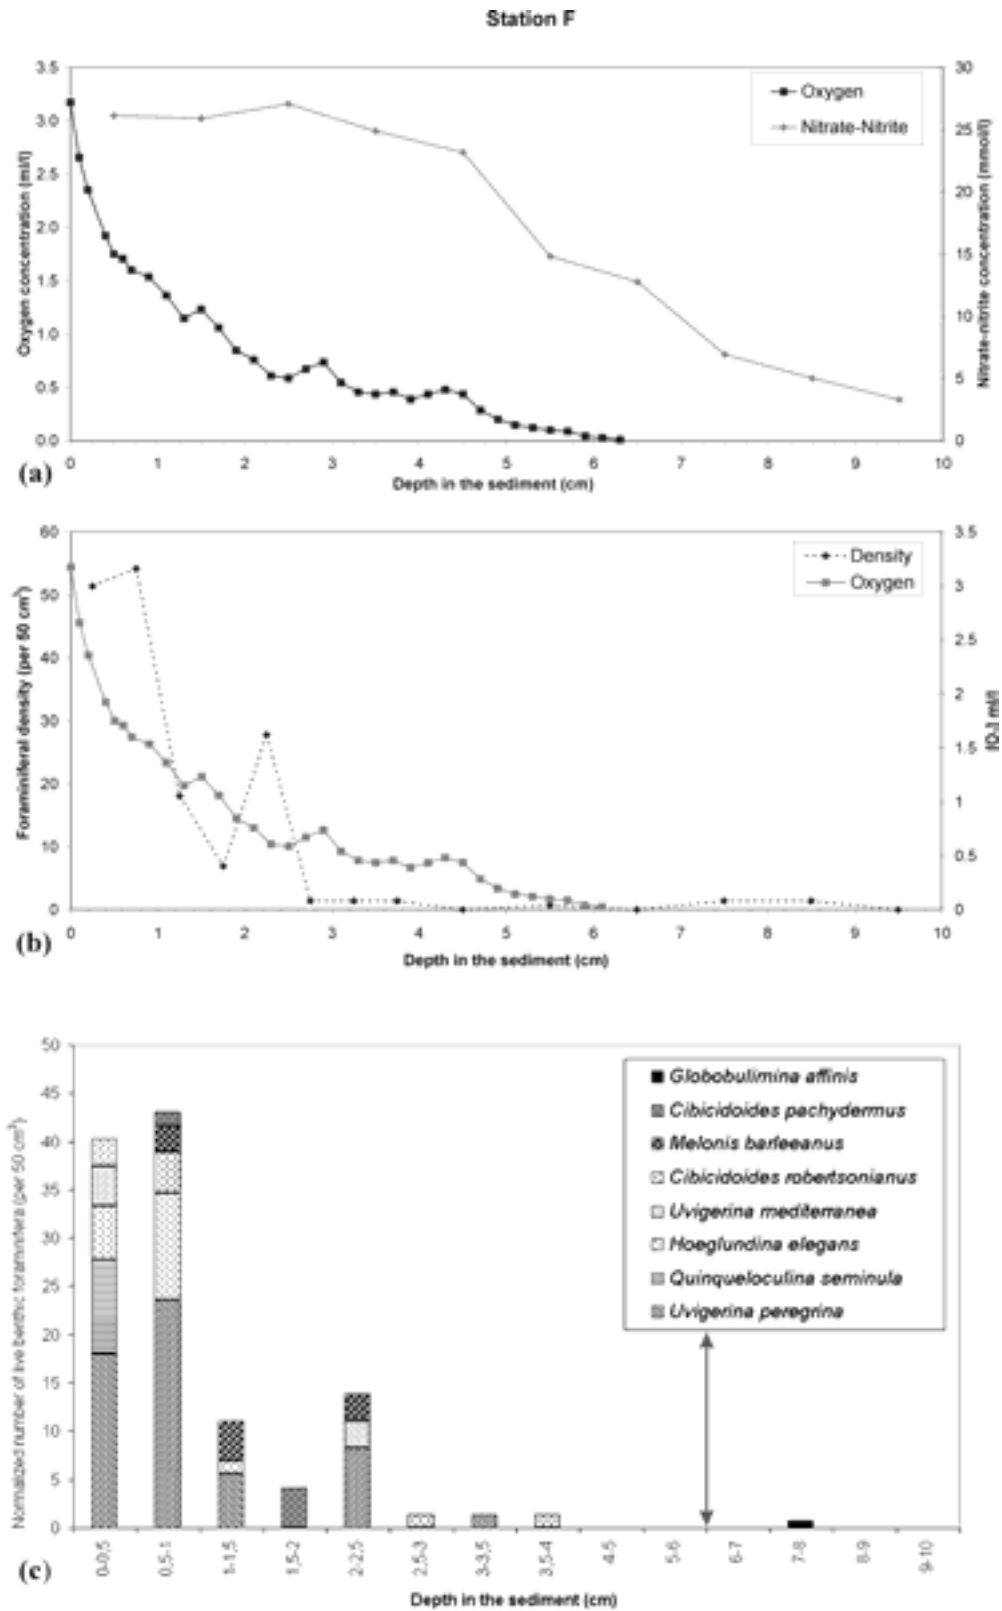 Station F
3.5
3.0
2.5
2.0
1.5
1.0
0.5
0.0
Oxygen concentration (ml/l)
Oxygen
Nitrate-Nitrite
30
25
20
15
10
5
0
Nitrate-nitrite concentration (mmol/l)
0 1 2 3 4 5 6 7 8 9 10
Depth in the sediment (cm)
(a)
60
50
40
30
20
10
0
Foraminiferal density (per 50 cm³)
Density
Oxygen
3.5
3
2.5
2
1.5
1
0.5
0
[O₂] ml/l
0 1 2 3 4 5 6 7 8 9 10
Depth in the sediment (cm)
(b)
50
45
40
35
30
25
20
15
10
5
0
Normalized number of live benthic foraminifera (per 50 cm³)
Globobulimina affinis
Cibicidoides pachydermus
Melonis barleeanus
Cibicidoides robertsonianus
Uvigerina mediterranea
Hoeglundina elegans
Quinqueloculina seminula
Uvigerina peregrina
0-0,5 0,5-1 1-1,5 1,5-2 2-2,5 2,5-3 3-3,5 3,5-4 4-5 5-6 6-7 7-8 8-9 9-10
Depth in the sediment (cm)
(c)